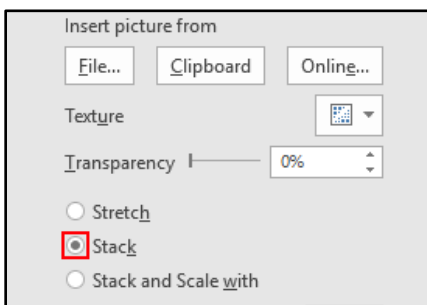 Insert picture from
File... Clipboard Online...
Texture
Transparency 0%
Stretch
Stack
Stack and Scale with